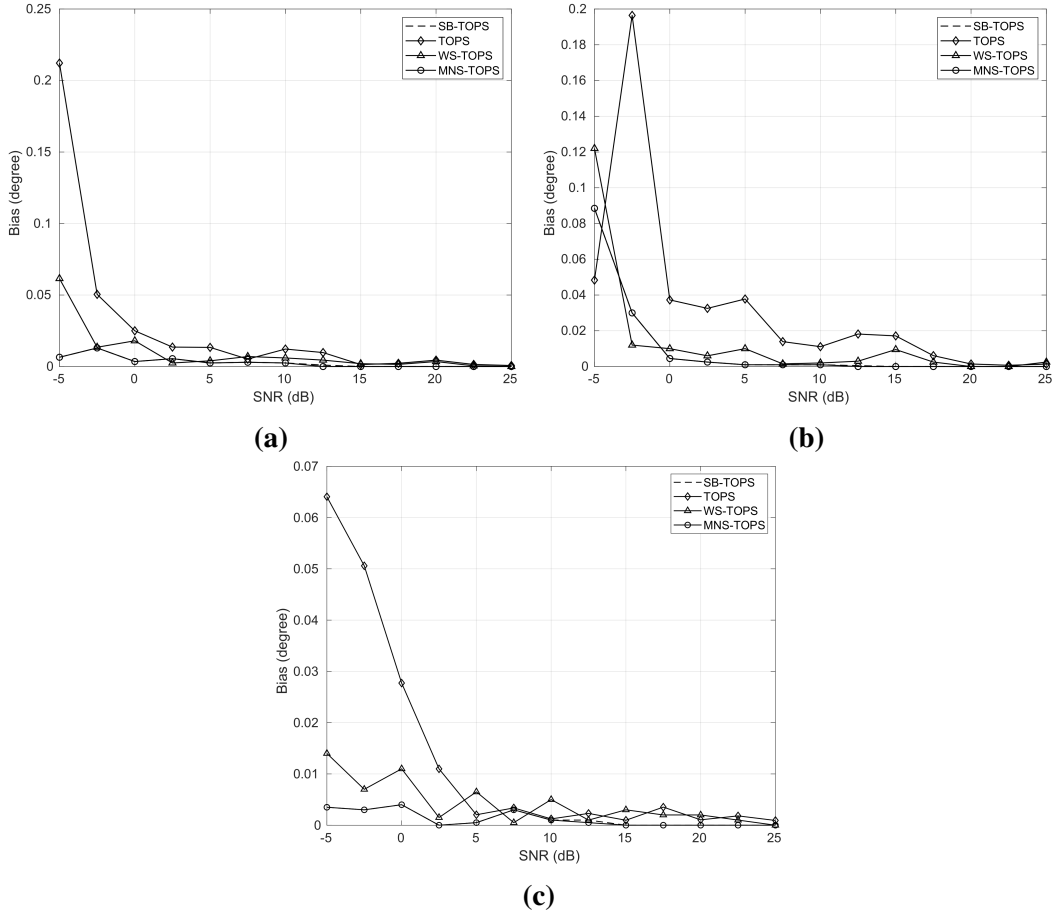 0.25
0.2
0.15
0.1
0.05
0
-5
0
5
10
15
20
25
Bias (degree)
SNR (dB)
SB-TOPS
TOPS
WS-TOPS
MNS-TOPS
(a)
0.2
0.18
0.16
0.14
0.12
0.1
0.08
0.06
0.04
0.02
0
-5
0
5
10
15
20
25
Bias (degree)
SNR (dB)
SB-TOPS
TOPS
WS-TOPS
MNS-TOPS
(b)
0.07
0.06
0.05
0.04
0.03
0.02
0.01
0
-5
0
5
10
15
20
25
Bias (degree)
SNR (dB)
SB-TOPS
TOPS
WS-TOPS
MNS-TOPS
(c)